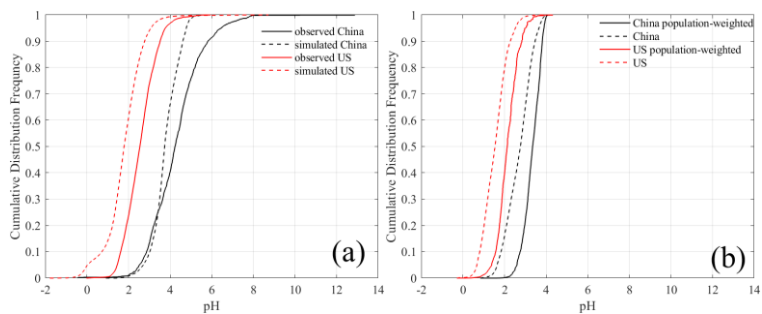 1
0.9
0.8
0.7
0.6
0.5
0.4
0.3
0.2
0.1
0
Cumulative Distribution Frequency
-2 0 2 4 6 8 10 12 14
pH
observed China
simulated China
observed US
simulated US
(a)
1
0.9
0.8
0.7
0.6
0.5
0.4
0.3
0.2
0.1
0
Cumulative Distribution Frequency
-2 0 2 4 6 8 10 12 14
pH
China population-weighted
China
US population-weighted
US
(b)